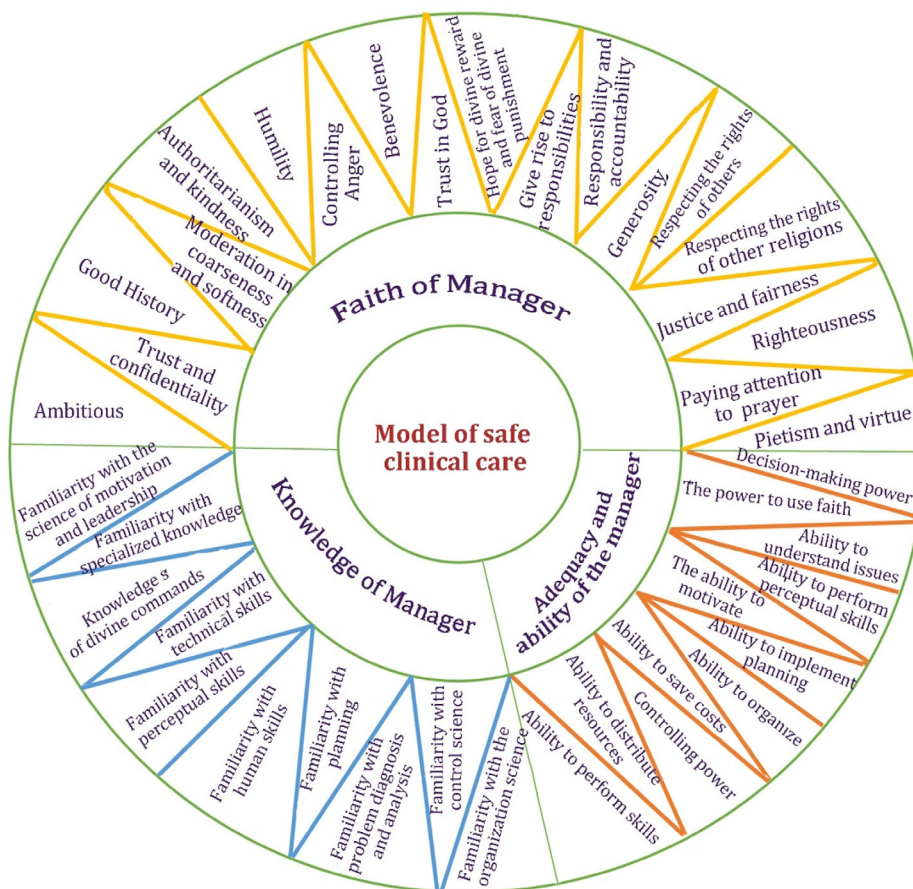 Model of safe
clinical care
Faith of Manager
Ambitious
Trust and
confidentiality
Good History
Moderation in
coarseness
and softness
Authoritarianism
and kindness
Humility
Controlling
Anger
Benevolence
Trust in God
Hope for divine reward
and fear of divine
punishment
Give rise to
responsibilities
Responsibility and
accountability
Generosity
Respecting the rights
of others
Respecting the rights
of other religions
Justice and fairness
Righteousness
Paying attention
to prayer
Pietism and virtue
Adequacy and
ability of the manager
Decision-making power
The power to use faith
Ability to
understand issues
Ability to perform
perceptual skills
The ability to
motivate
Ability to implement
planning
Ability to organize
Ability to save costs
Controlling power
Ability to distribute
resources
Ability to perform skills
Knowledge of Manager
Familiarity with the
organization science
Familiarity with
control science
Familiarity with
problem diagnosis
and analysis
Familiarity with
planning
Familiarity with
human skills
Familiarity with
perceptual skills
Familiarity with
technical skills
Knowledge s
of divine commands
Familiarity with
specialized knowledge
Familiarity with the
science of motivation
and leadership